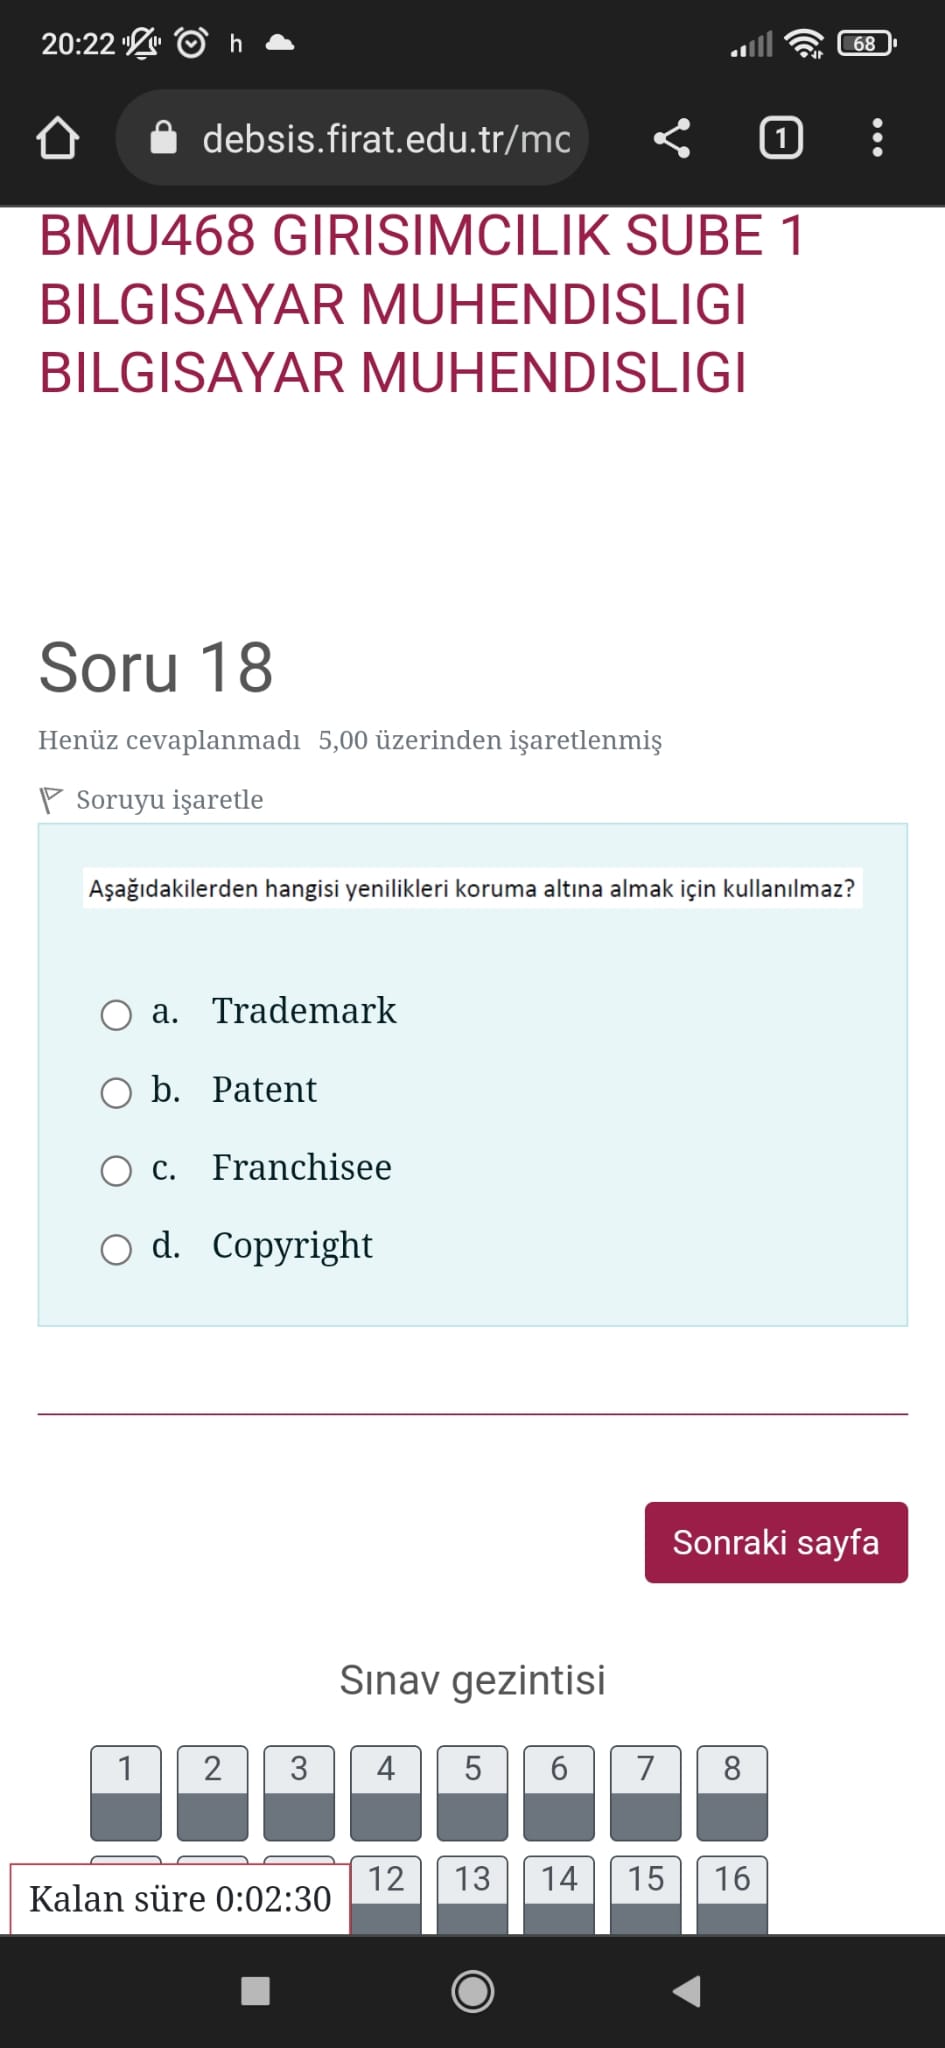 20:22 h 68
debsis.firat.edu.tr/mc 1
BMU468 GIRISIMCILIK SUBE 1
BILGISAYAR MUHENDISLIGI
BILGISAYAR MUHENDISLIGI
Soru 18
Henüz cevaplanmadı 5,00 üzerinden işaretlenmiş
Soruyu işaretle
Aşağıdakilerden hangisi yenilikleri koruma altına almak için kullanılmaz?
a. Trademark
b. Patent
c. Franchisee
d. Copyright
Sonraki sayfa
Sınav gezintisi
1 2 3 4 5 6 7 8
12 13 14 15 16
Kalan süre 0:02:30